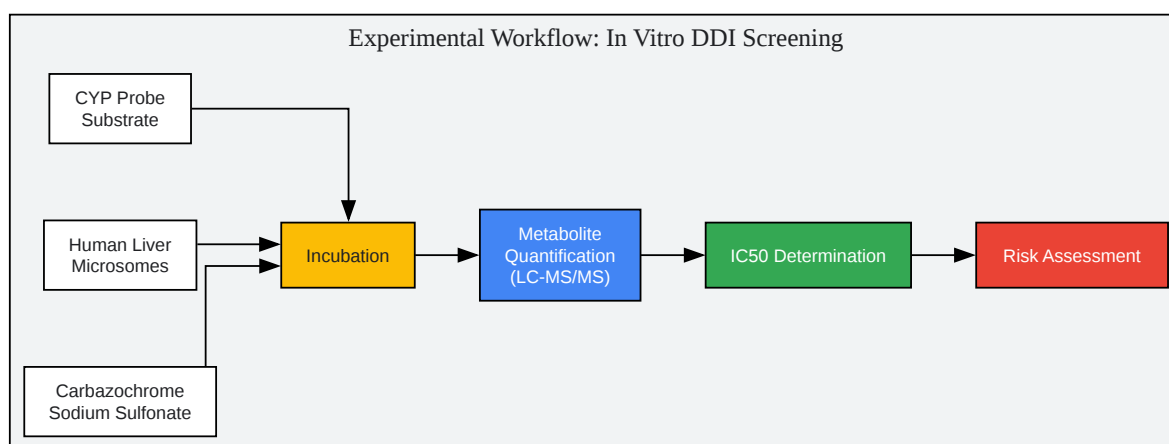 Experimental Workflow: In Vitro DDI Screening
CYP Probe
Substrate
Human Liver
Microsomes
Carbazochrome
Sodium Sulfonate
Incubation
Metabolite
Quantification
(LC-MS/MS)
IC50 Determination
Risk Assessment